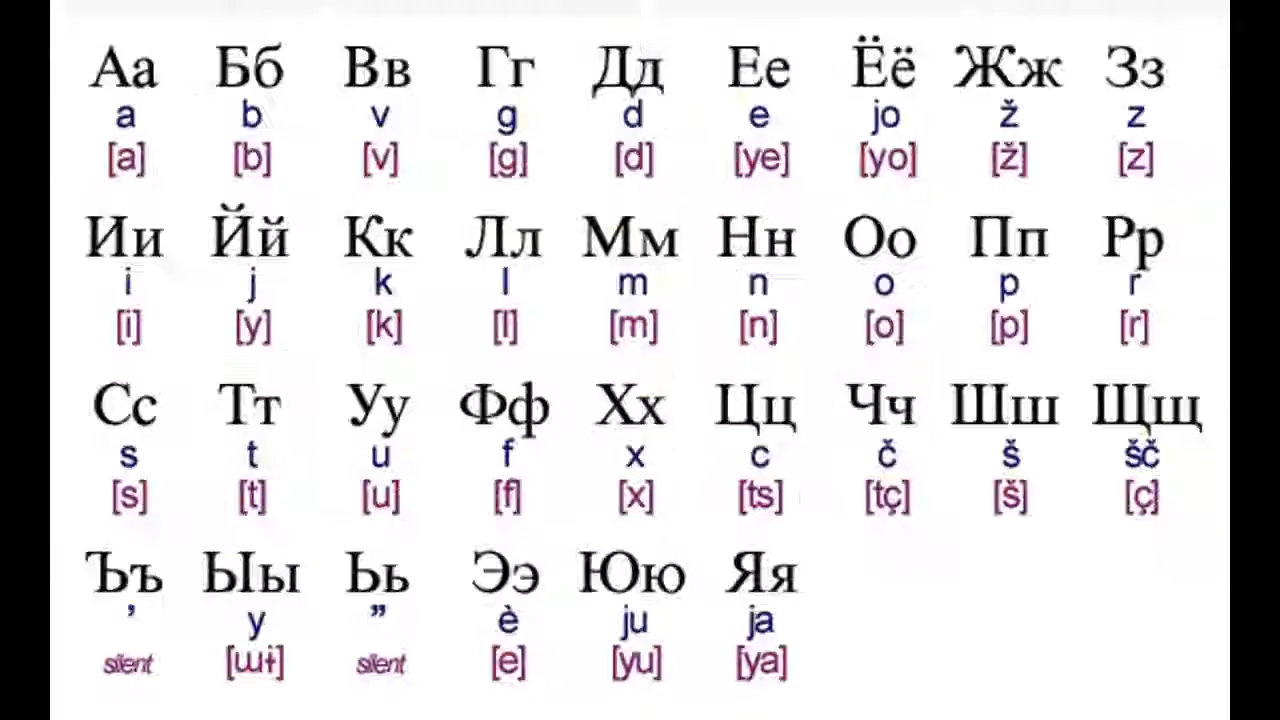 Аа Бб Вв Гг Дд Ее Ёё Жж Зз
a b v g d e jo ž z
[a] [b] [v] [g] [d] [ye] [yo] [ž] [z]
Ии Йй Кк Лл Мм Нн Оо Пп Рр
i j k l m n o p r
[i] [y] [k] [l] [m] [n] [o] [p] [r]
Сс Тт Уу Фф Хх Цц Чч Шш Щщ
s t u f x c č š šč
[s] [t] [u] [f] [x] [ts] [tç] [š] [ç]
Ъъ Ыы Ьь Ээ Юю Яя
’ y ” è ju ja
silent [ɯɨ] silent [e] [yu] [ya]